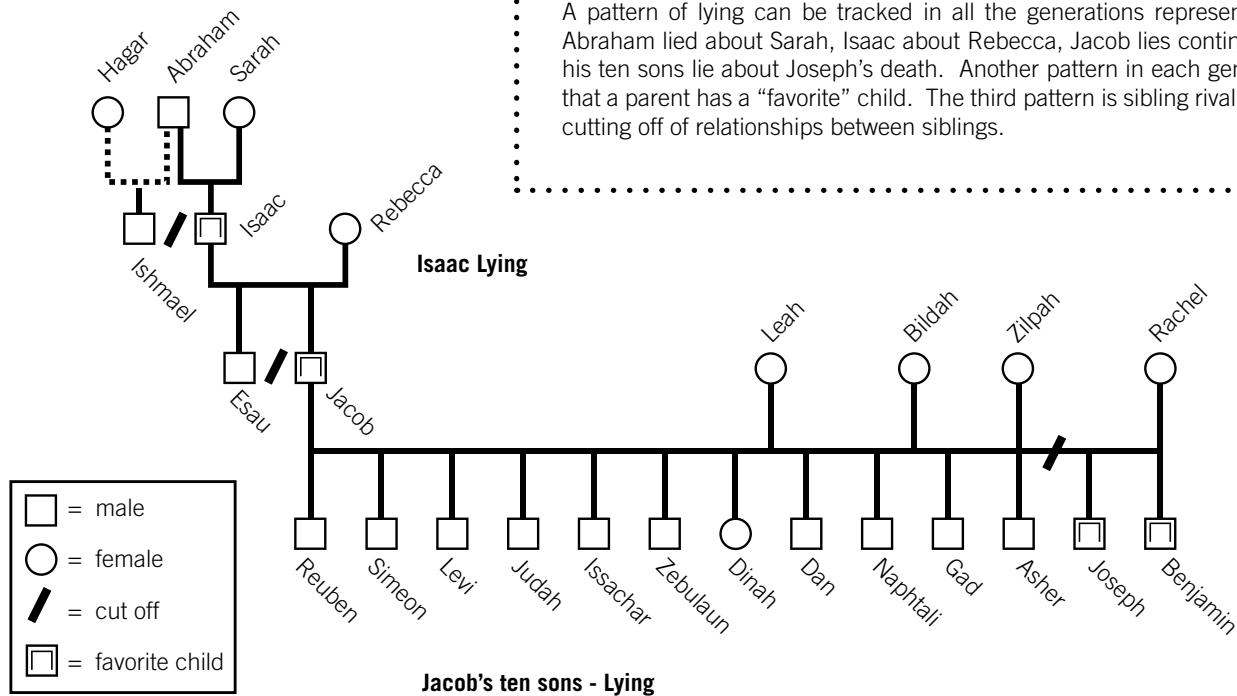 A pattern of lying can be tracked in all the generations
Abraham lied about Sarah, Isaac about Rebecca, Jacob lies
his ten sons lie about Joseph's death. Another pattern in each
that a parent has a “favorite” child. The third pattern is sibling
cutting off of relationships between siblings.
Hagar
Abraham
Sarah
Ishmael
Isaac
Rebecca
Isaac Lying
Esau
Jacob
Leah
Bildah
Zilpah
Rachel
Reuben
Simeon
Levi
Judah
Issachar
Zebulaun
Dinah
Dan
Naphtali
Gad
Asher
Joseph
Benjamin
= male
= female
= cut off
= favorite child
Jacob's ten sons - Lying